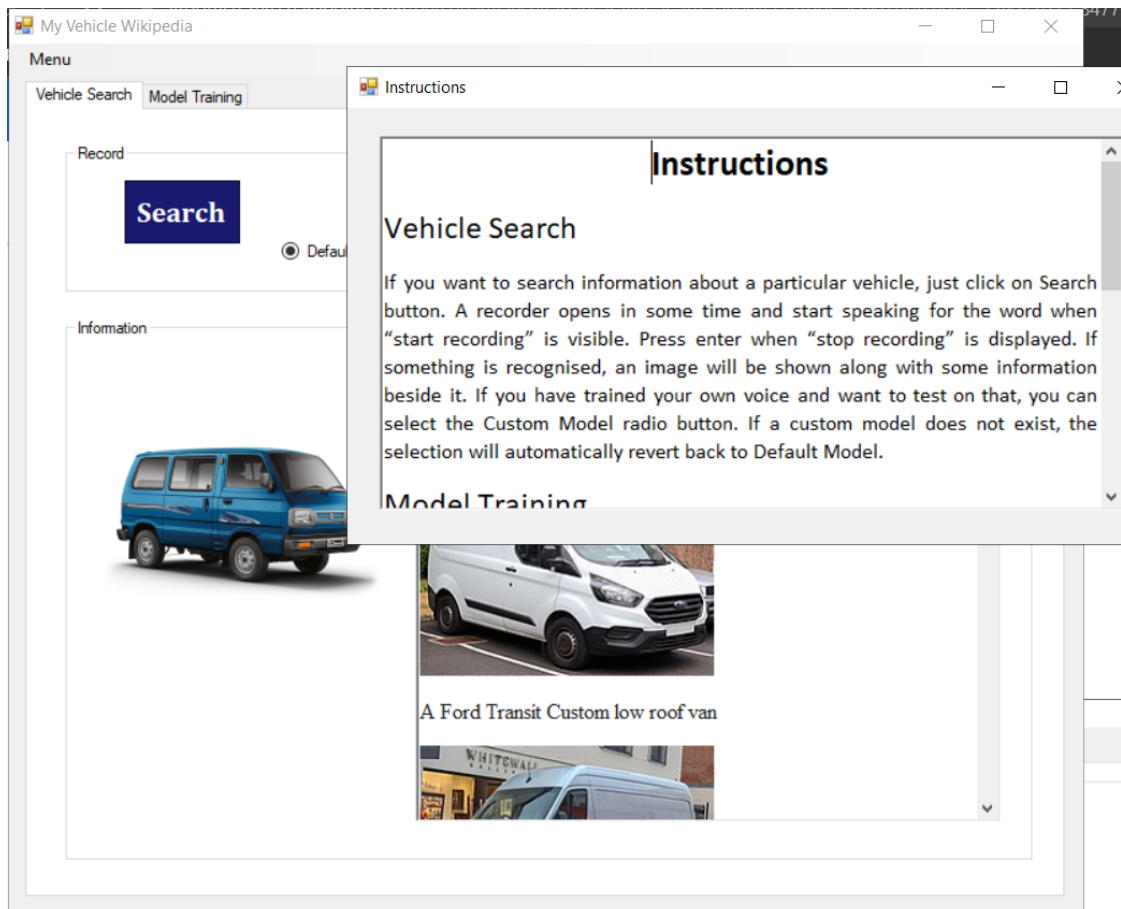 My Vehicle Wikipedia
Menu
Vehicle Search
Model Training
Record
Search
Information
Instructions
Instructions
Vehicle Search
If you want to search information about a particular vehicle, just click on Search
button. A recorder opens in some time and start speaking for the word when
“start recording” is visible. Press enter when “stop recording” is displayed. If
something is recognised, an image will be shown along with some information
beside it. If you have trained your own voice and want to test on that, you can
select the Custom Model radio button. If a custom model does not exist, the
selection will automatically revert back to Default Model.
Model Training
A Ford Transit Custom low roof van
WHITEWALL